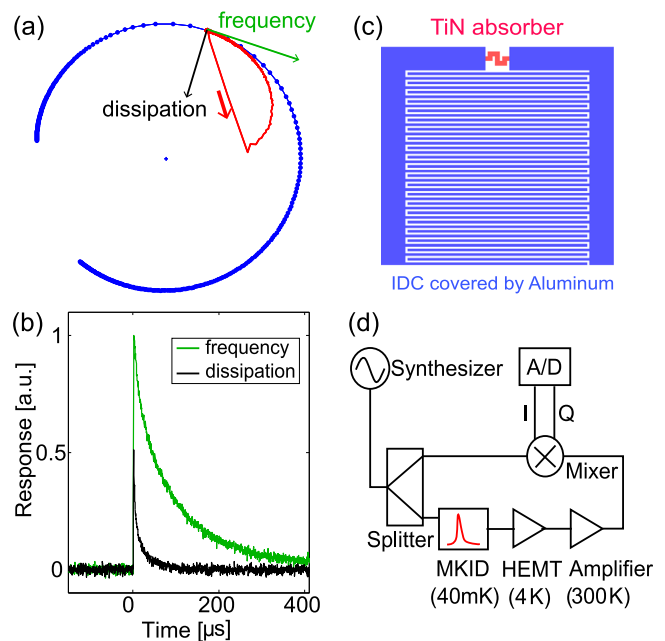 (a)
frequency
dissipation
(b)
Response [a.u.]
1
0.5
0
frequency
dissipation
0
200
400
Time [µs]
(c)
TiN absorber
IDC covered by Aluminum
(d)
Synthesizer
A/D
I
Q
Mixer
Splitter
MKID
(40mK)
HEMT
(4K)
Amplifier
(300K)